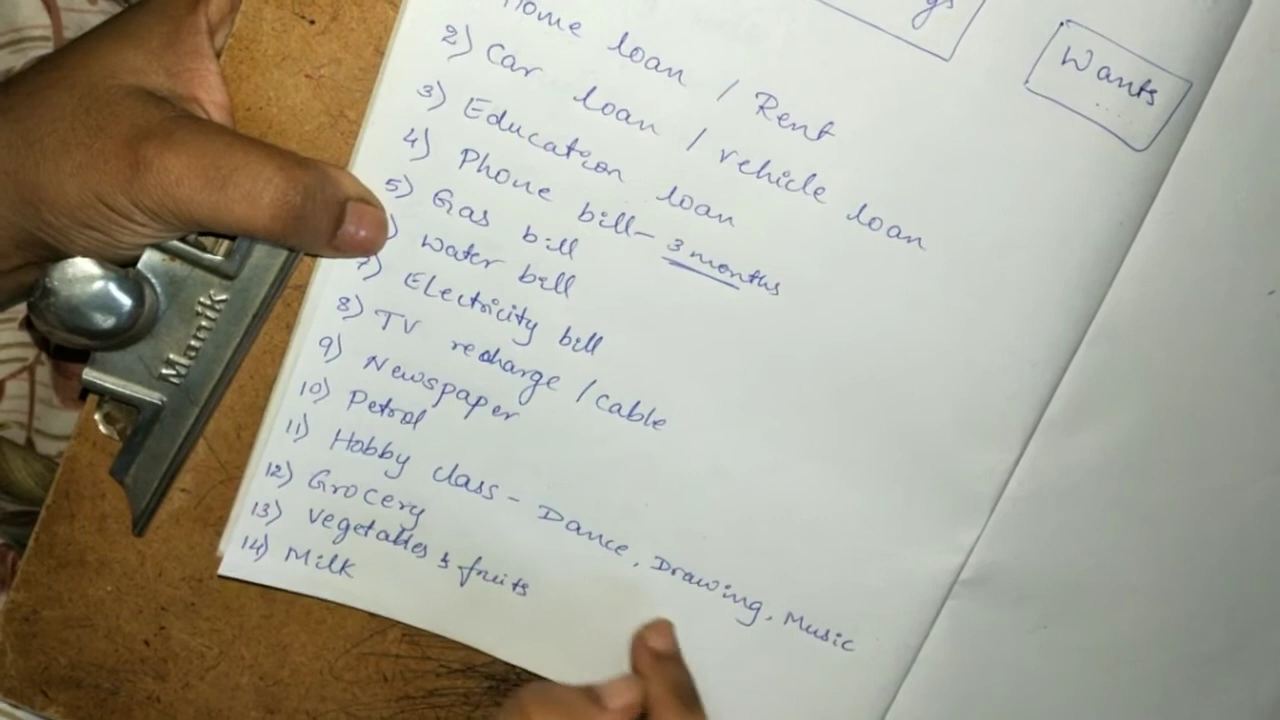 Wants
Home loan / Rent
2) Car loan / vehicle loan
3) Education loan
4) Phone bill - 3 months
5) Gas bill
) Water bill
7) Electricity bill
8) TV recharge / cable
9) Newspaper
10) Petrol
11) Hobby class - Dance, Drawing, Music
12) Grocery
13) Vegetables & fruits
14) Milk
Manik